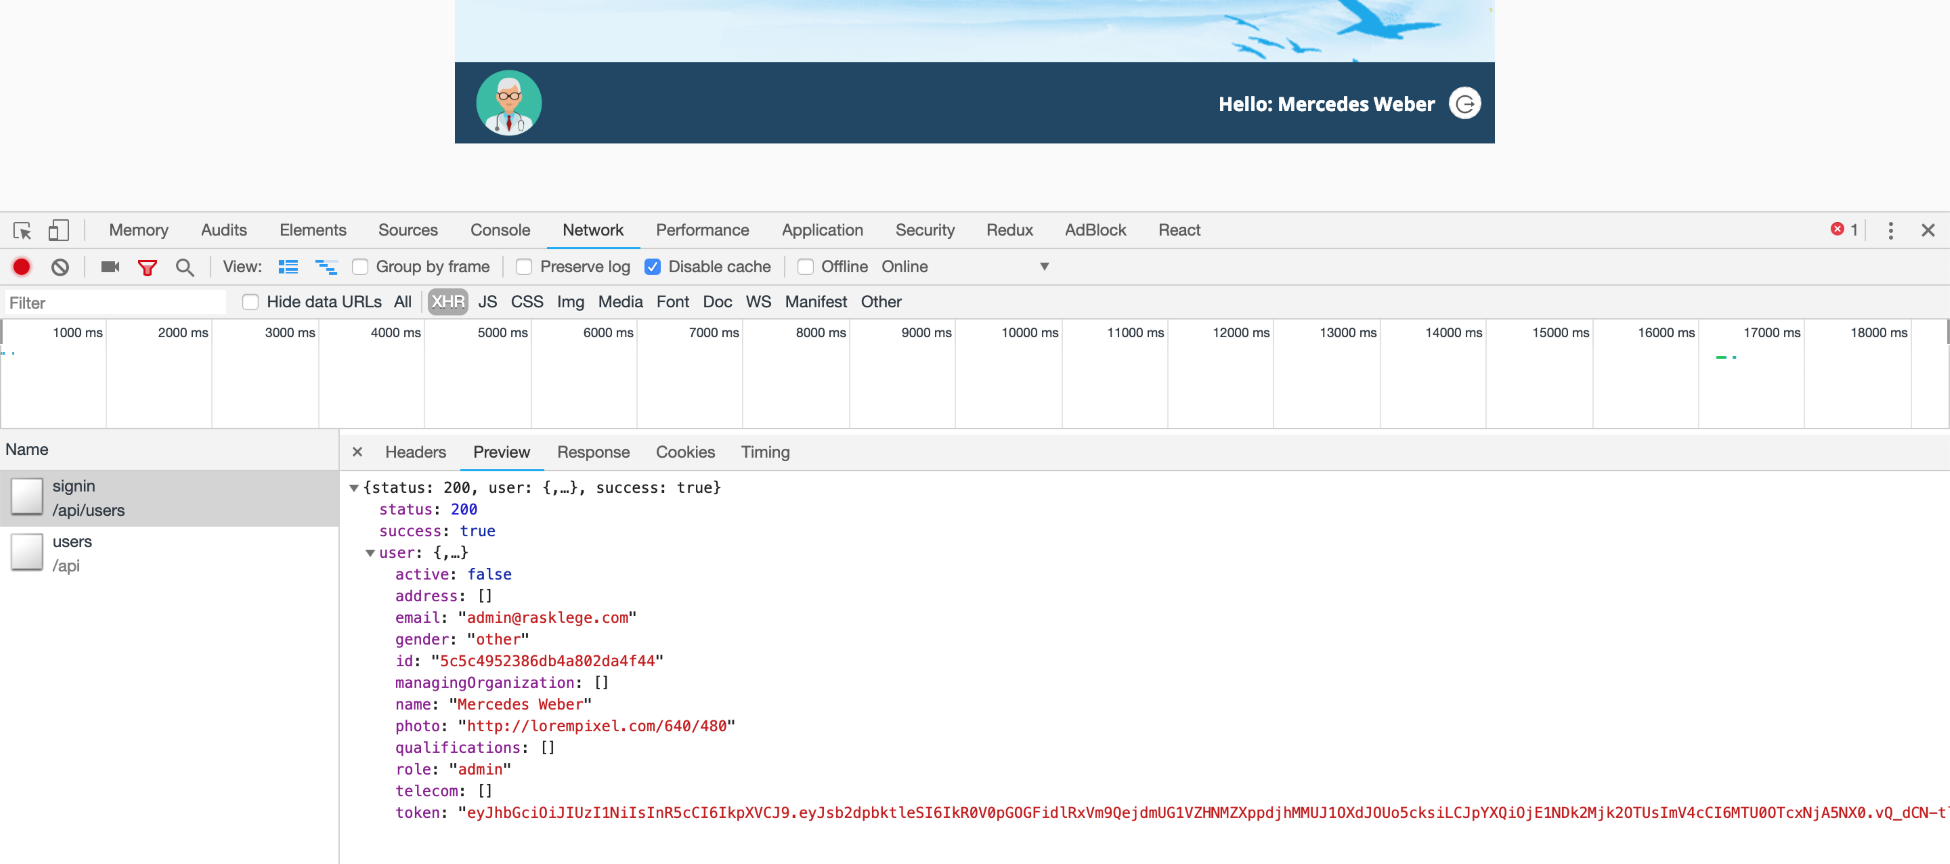 Hello: Mercedes Weber
Memory Audits Elements Sources Console Network Performance Application Security Redux AdBlock React 1
View: Group by frame Preserve log Disable cache Offline Online
Filter Hide data URLs All XHR JS CSS Img Media Font Doc WS Manifest Other
1000 ms 2000 ms 3000 ms 4000 ms 5000 ms 6000 ms 7000 ms 8000 ms 9000 ms 10000 ms 11000 ms 12000 ms 13000 ms 14000 ms 15000 ms 16000 ms 17000 ms 18000 ms
Name
signin
/api/users
users
/api
Headers Preview Response Cookies Timing
{status: 200, user: {,…}, success: true}
status: 200
success: true
user: {,…}
active: false
address: []
email: "admin@rasklege.com"
gender: "other"
id: "5c5c4952386db4a802da4f44"
managingOrganization: []
name: "Mercedes Weber"
photo: "http://lorempixel.com/640/480"
qualifications: []
role: "admin"
telecom: []
token: "eyJhbGciOiJIUzI1NiIsInR5cCI6IkpXVCJ9.eyJsb2dpbktleSI6IkR0V0pGOGFidlRxVm9QejdmUG1VZHNMZXppdjhMMUJ1OXdJOUo5cksiLCJpYXQiOjE1NDk2Mjk2OTUsImV4cCI6MTU0OTcxNjA5NX0.vQ_dCN-t